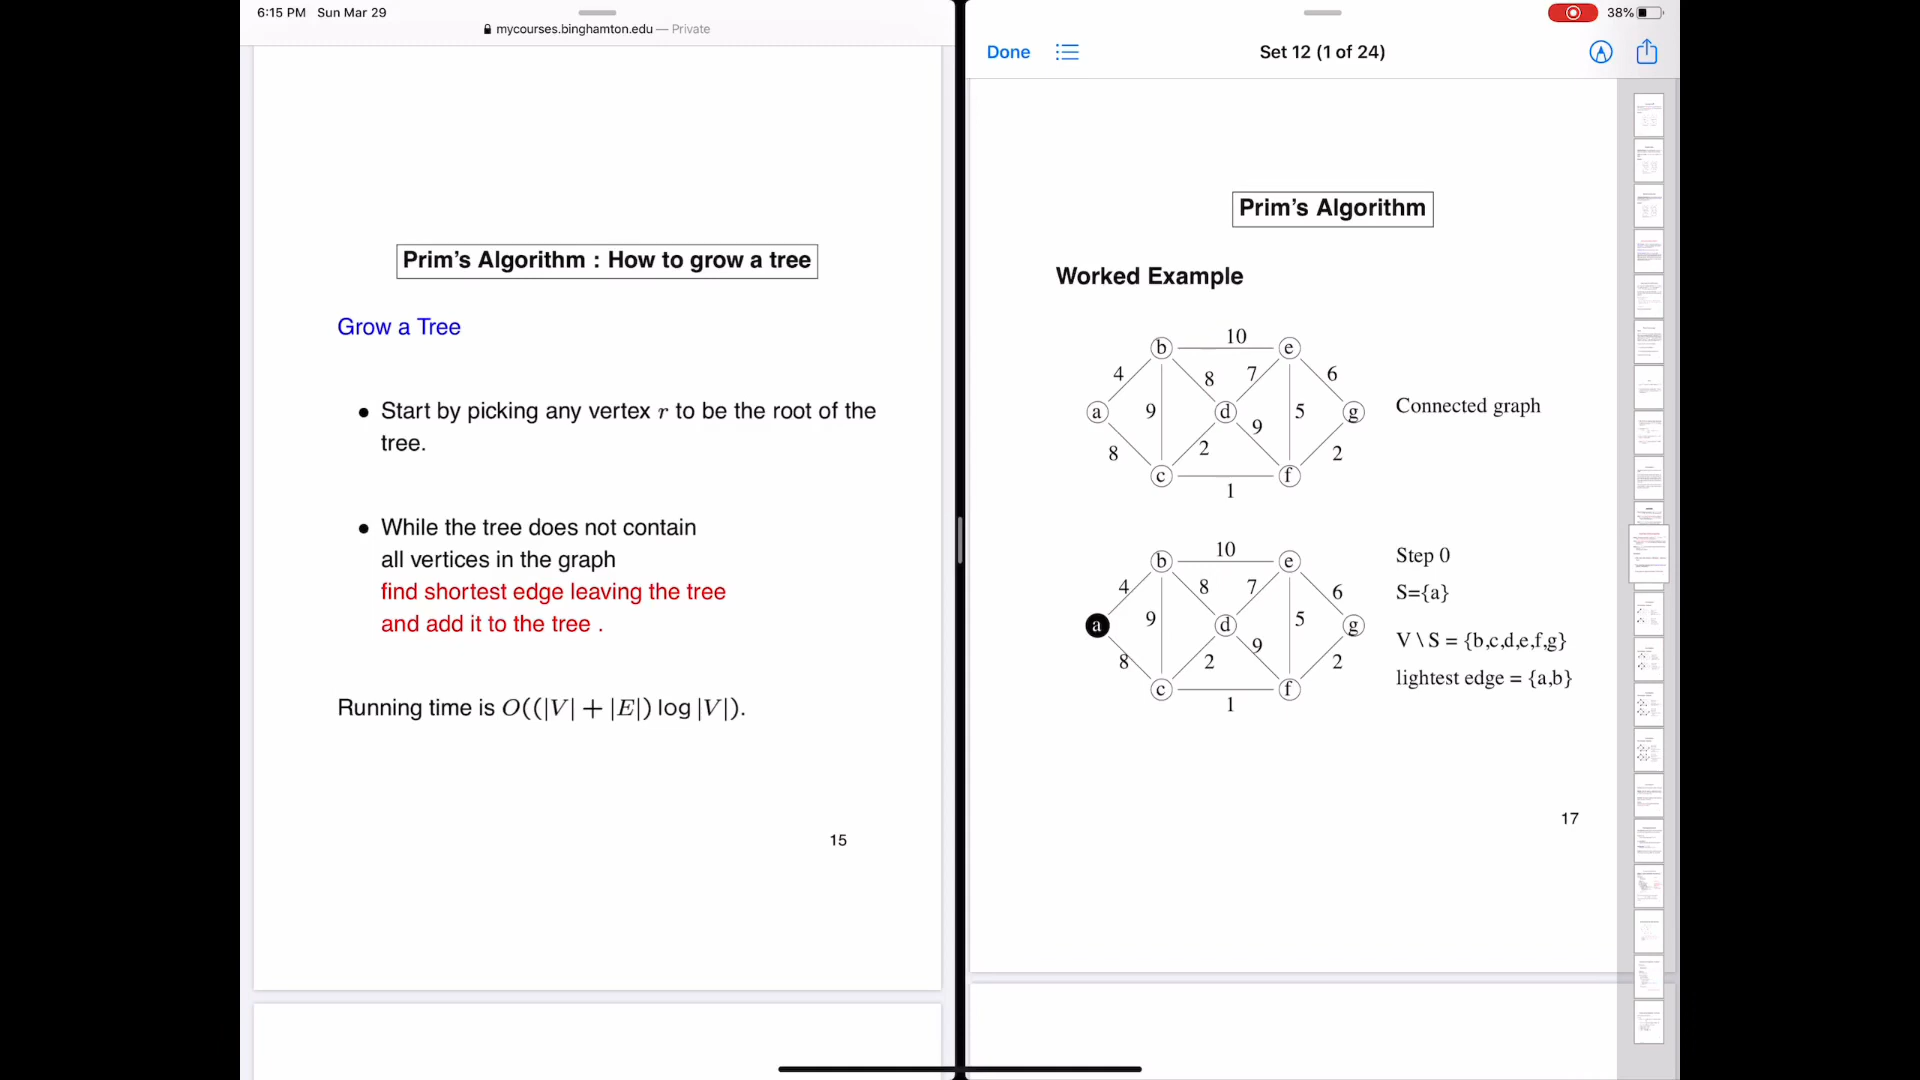 6:15 PM Sun Mar 29
mycourses.binghamton.edu — Private
Prim's Algorithm : How to grow a tree
Grow a Tree
● Start by picking any vertex r to be the root of the
tree.
● While the tree does not contain
all vertices in the graph
find shortest edge leaving the tree
and add it to the tree .
Running time is O((|V| + |E|) log |V|).
15
38%
Done
Set 12 (1 of 24)
Prim's Algorithm
Worked Example
10
b e
4 8 7 6
a 9 d 5 g
Connected graph
9
8 2 2
c f
1
10
b e
4 8 7 6
a 9 d 5 g
9
8 2 2
c f
1
Step 0
S={a}
V \ S = {b,c,d,e,f,g}
lightest edge = {a,b}
17